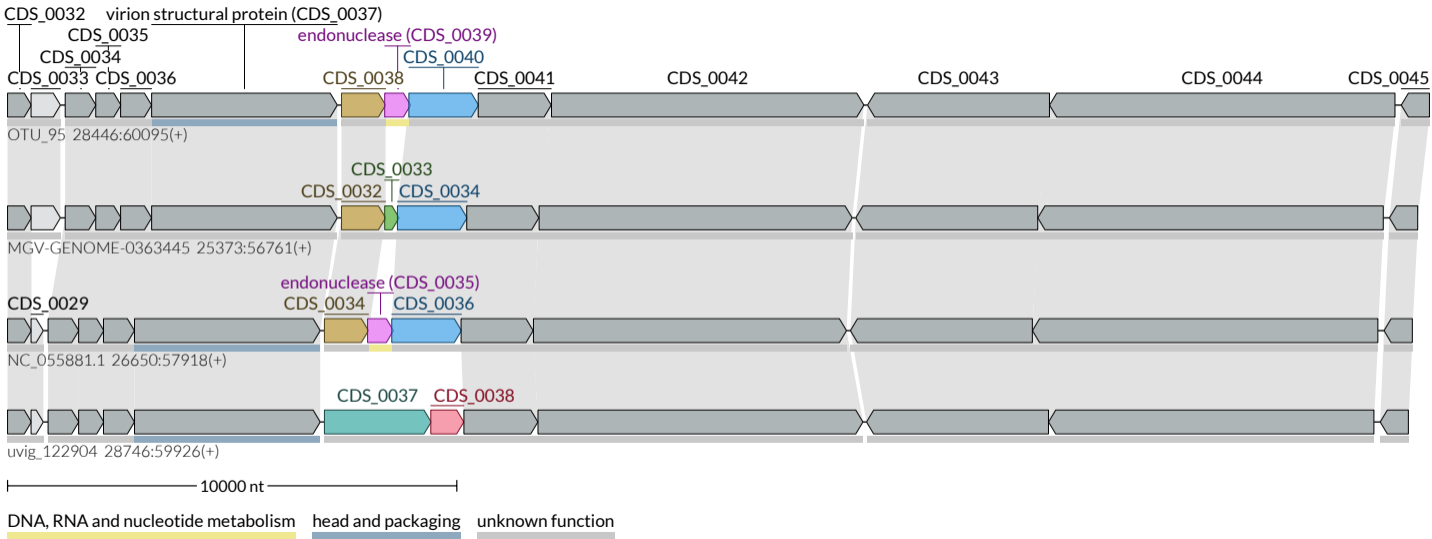 CDS_0032 virion structural protein (CDS_0037)
CDS_0035 endonuclease (CDS_0039)
CDS_0034 CDS_0040
CDS_0033 CDS_0036 CDS_0038 CDS_0041 CDS_0042 CDS_0043 CDS_0044 CDS_0045
OTU_95 28446:60095(+)
CDS_0033
CDS_0032 CDS_0034
MGV-GENOME-0363445 25373:56761(+)
endonuclease (CDS_0035)
CDS_0029 CDS_0034 CDS_0036
NC_055881.1 26650:57918(+)
CDS_0037 CDS_0038
uvig_122904 28746:59926(+)
10000 nt
DNA, RNA and nucleotide metabolism head and packaging unknown function